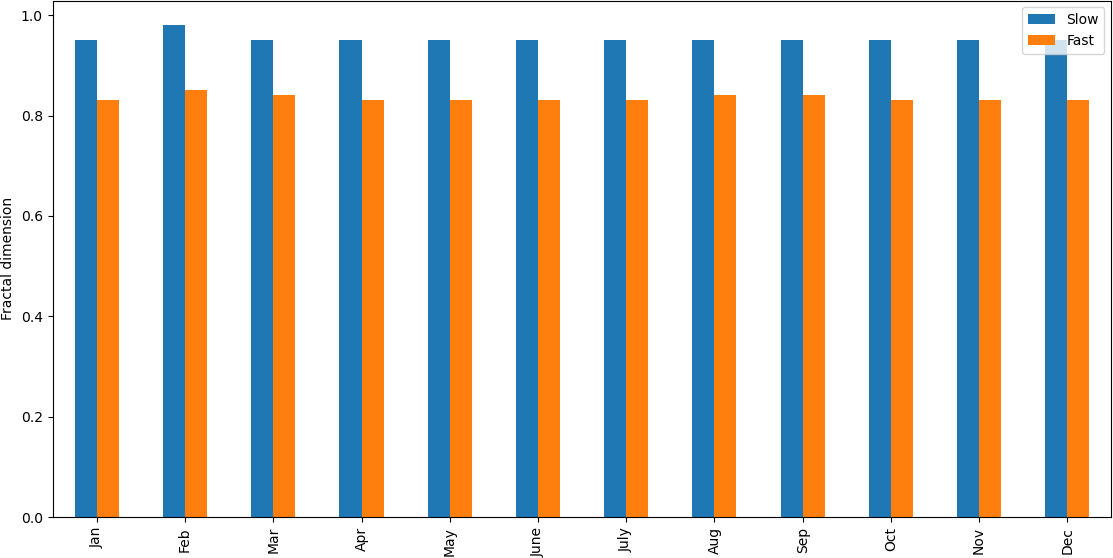 1.0
0.8
0.6
0.4
0.2
0.0
Fractal dimension
Slow
Fast
Jan
Feb
Mar
Apr
May
June
July
Aug
Sep
Oct
Nov
Dec